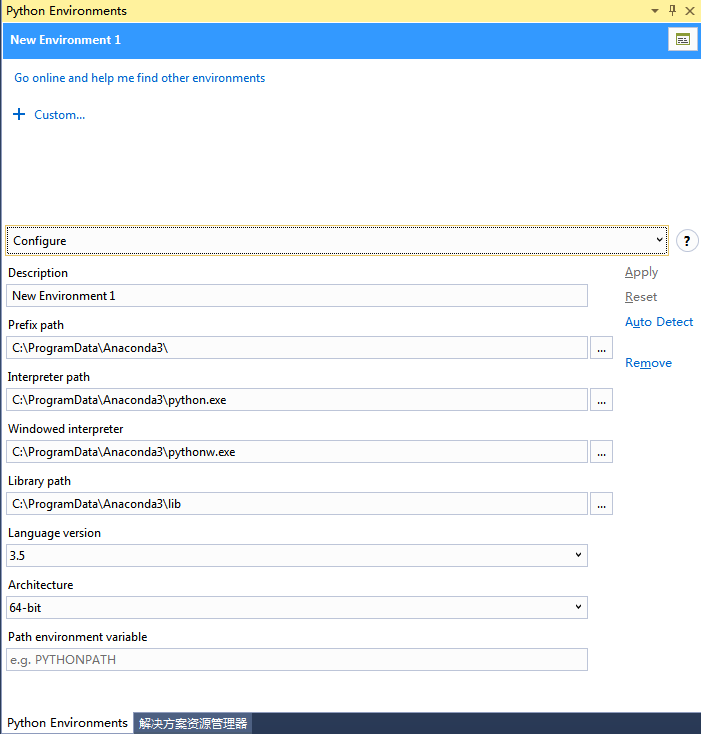 Python Environments
New Environment 1
Go online and help me find other environments
+ Custom...
Configure
?
Description
Apply
New Environment 1
Reset
Prefix path
Auto Detect
C:\ProgramData\Anaconda3\
...
Remove
Interpreter path
C:\ProgramData\Anaconda3\python.exe
...
Windowed interpreter
C:\ProgramData\Anaconda3\pythonw.exe
...
Library path
C:\ProgramData\Anaconda3\lib
...
Language version
3.5
Architecture
64-bit
Path environment variable
e.g. PYTHONPATH
Python Environments
解决方案资源管理器